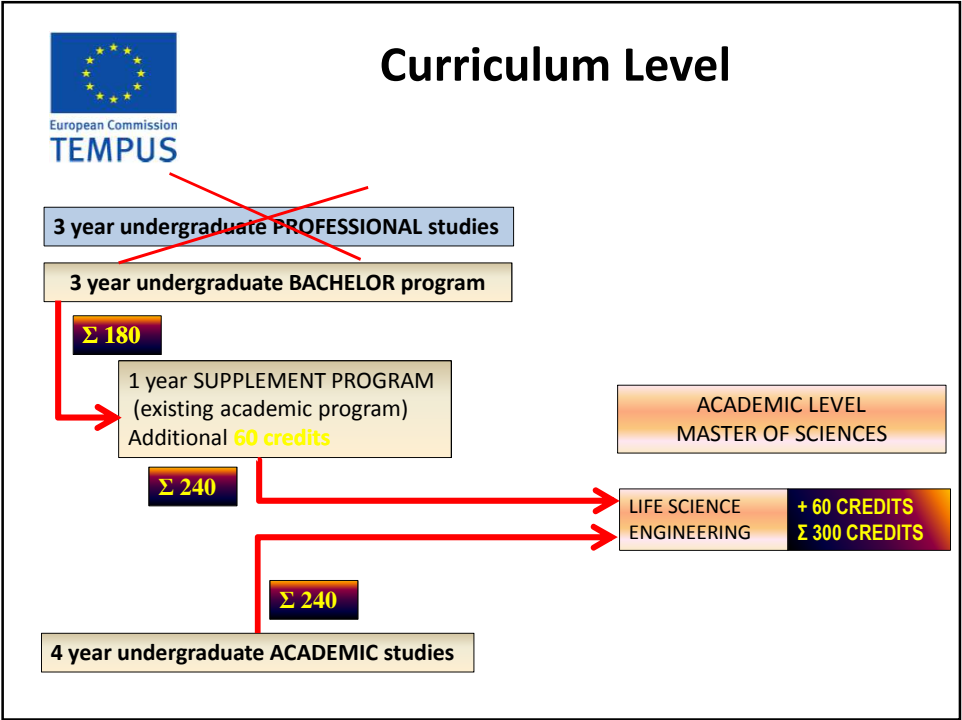 Curriculum Level
European Commission
TEMPUS
3 year undergraduate PROFESSIONAL studies
3 year undergraduate BACHELOR program
Σ 180
1 year SUPPLEMENT PROGRAM
(existing academic program)
Additional 60 credits
ACADEMIC LEVEL
MASTER OF SCIENCES
Σ 240
LIFE SCIENCE
ENGINEERING
+ 60 CREDITS
Σ 300 CREDITS
Σ 240
4 year undergraduate ACADEMIC studies